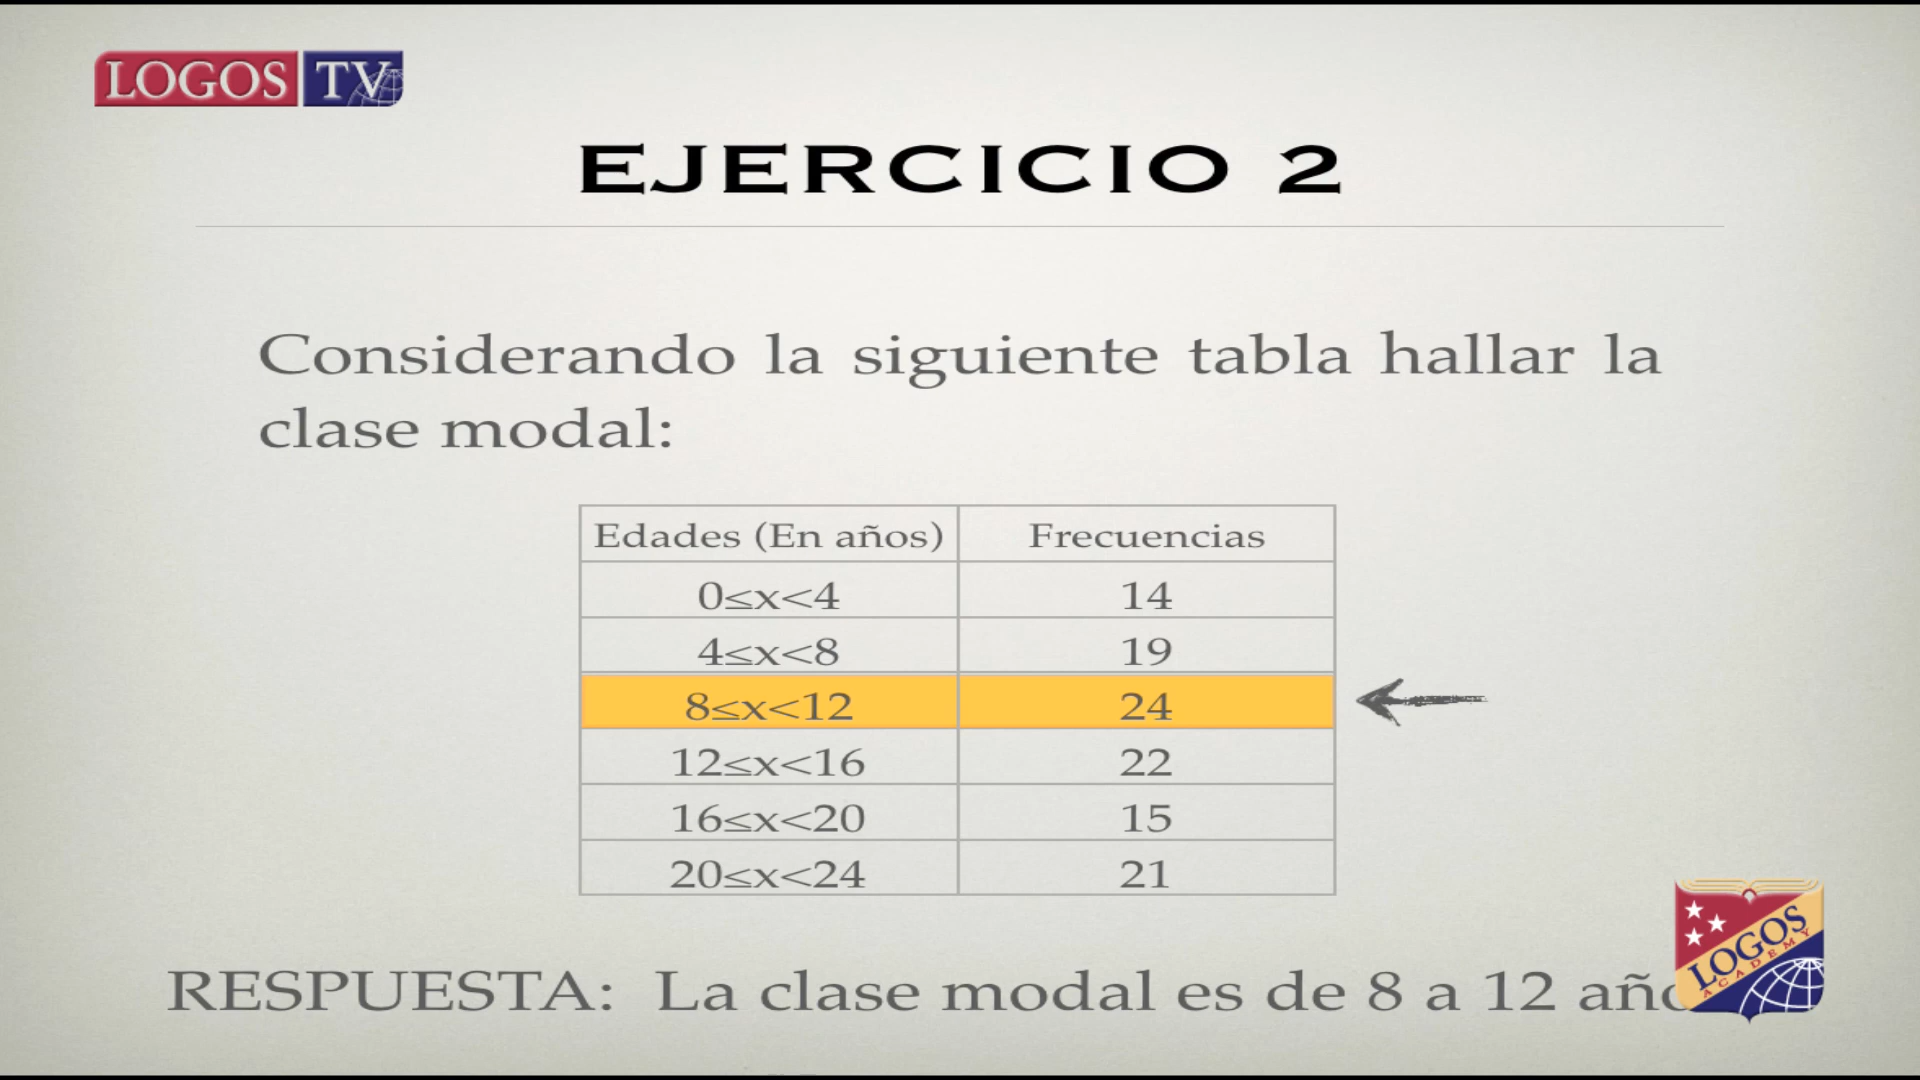 LOGOS TV
EJERCICIO 2
Considerando la siguiente tabla hallar la
clase modal:
Edades (En años) Frecuencias
0≤x<4 14
4≤x<8 19
8≤x<12 24
12≤x<16 22
16≤x<20 15
20≤x<24 21
RESPUESTA: La clase modal es de 8 a 12
LOGOS
ACADEMY